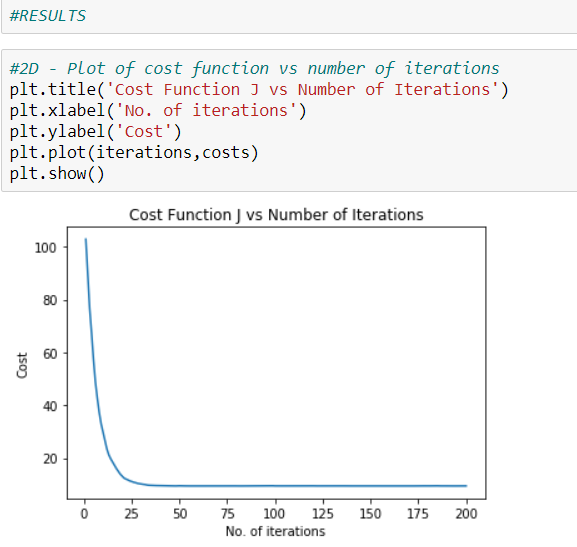 #RESULTS
#2D - Plot of cost function vs number of iterations
plt.title('Cost Function J vs Number of Iterations')
plt.xlabel('No. of iterations')
plt.ylabel('Cost')
plt.plot(iterations,costs)
plt.show()
Cost Function J vs Number of Iterations
Cost
100
80
60
40
20
0 25 50 75 100 125 150 175 200
No. of iterations